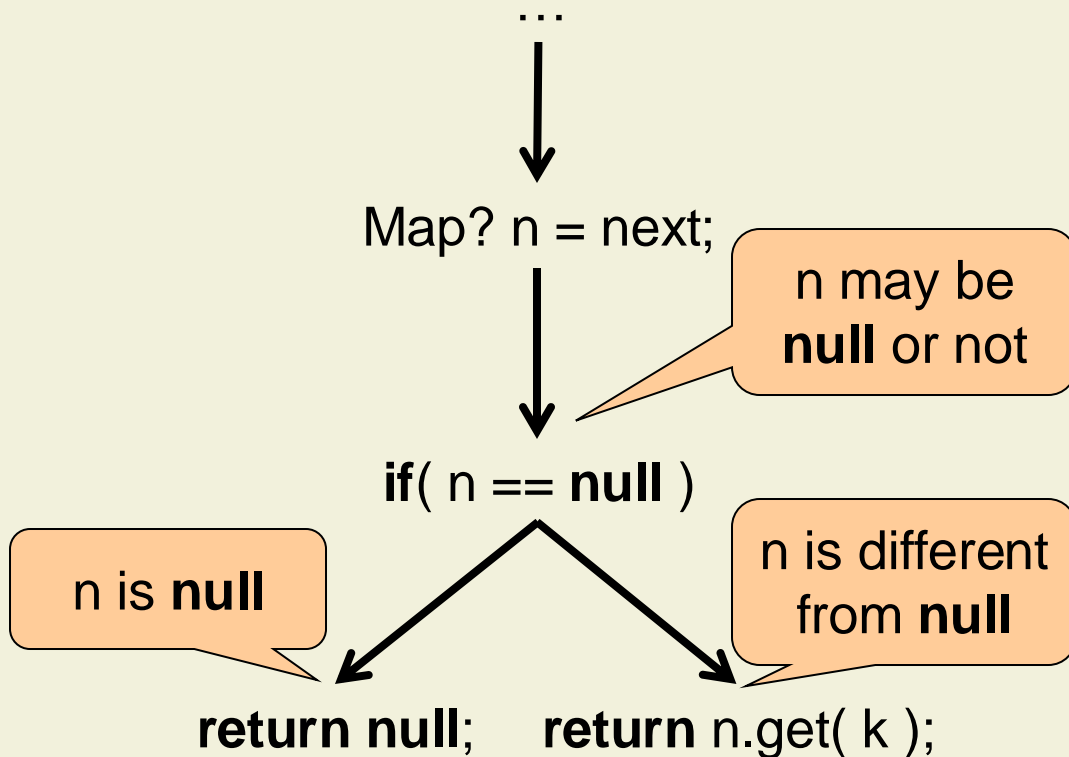 ...
Map? n = next;
n may be
null or not
if( n == null )
n is null
n is different
from null
return null;
return n.get( k );